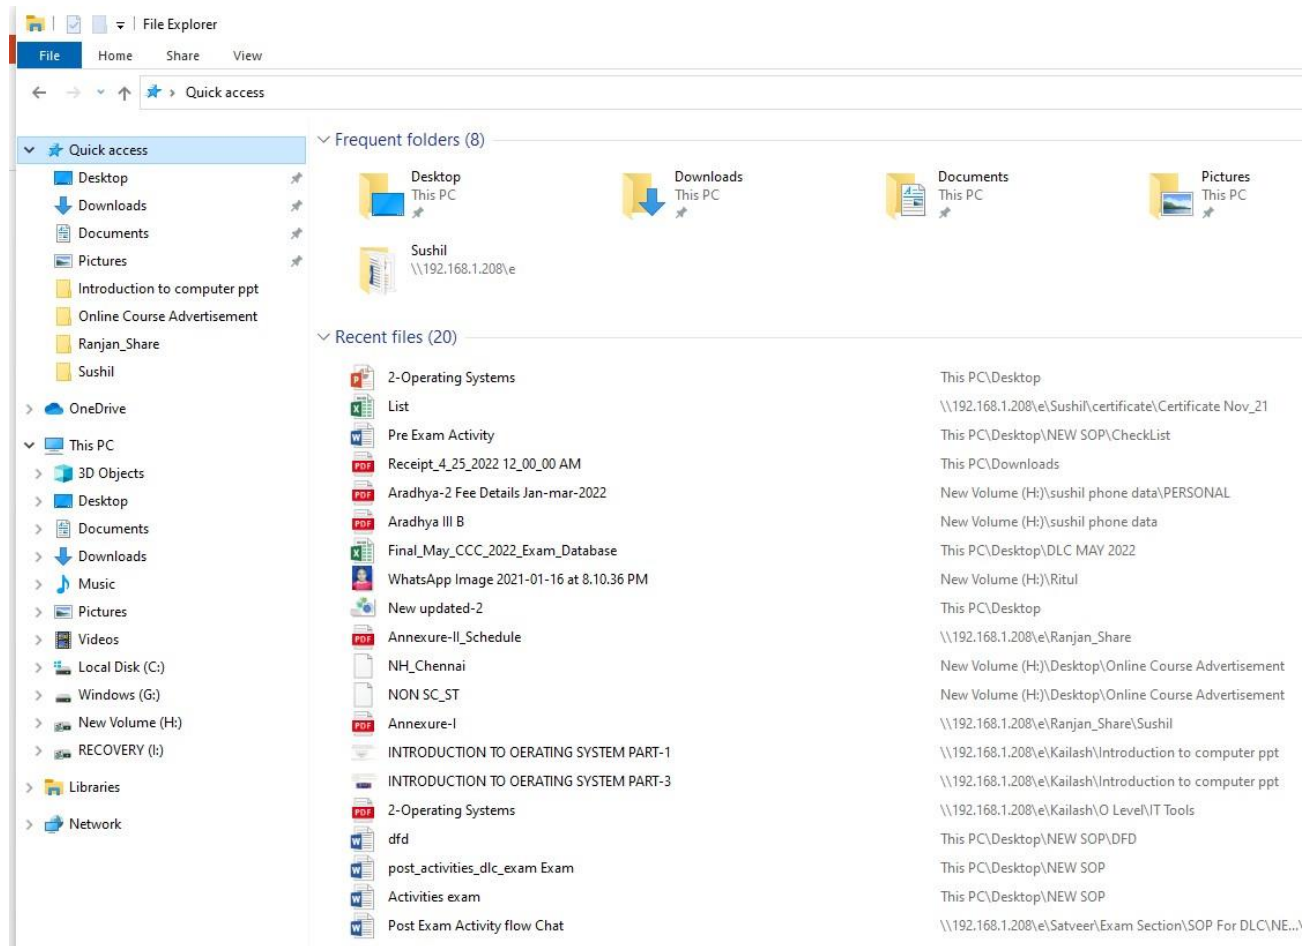 File Explorer
File Home Share View
Quick access
Quick access
Desktop
Downloads
Documents
Pictures
Introduction to computer ppt
Online Course Advertisement
Ranjan_Share
Sushil
OneDrive
This PC
3D Objects
Desktop
Documents
Downloads
Music
Pictures
Videos
Local Disk (C:)
Windows (G:)
New Volume (H:)
RECOVERY (I:)
Libraries
Network
Frequent folders (8)
Desktop
This PC
Downloads
This PC
Documents
This PC
Pictures
This PC
Sushil
\\192.168.1.208\e
Recent files (20)
2-Operating Systems This PC\Desktop
List \\192.168.1.208\e\Sushil\certificate\Certificate Nov_21
Pre Exam Activity This PC\Desktop\NEW SOP\CheckList
Receipt_4_25_2022 12_00_00 AM This PC\Downloads
Aradhya-2 Fee Details Jan-mar-2022 New Volume (H:)\sushil phone data\PERSONAL
Aradhya III B New Volume (H:)\sushil phone data
Final_May_CCC_2022_Exam_Database This PC\Desktop\DLC MAY 2022
WhatsApp Image 2021-01-16 at 8.10.36 PM New Volume (H:)\Ritul
New updated-2 This PC\Desktop
Annexure-II_Schedule \\192.168.1.208\e\Ranjan_Share
NH_Chennai New Volume (H:)\Desktop\Online Course Advertisement
NON SC_ST New Volume (H:)\Desktop\Online Course Advertisement
Annexure-I \\192.168.1.208\e\Ranjan_Share\Sushil
INTRODUCTION TO OERATING SYSTEM PART-1 \\192.168.1.208\e\Kailash\Introduction to computer ppt
INTRODUCTION TO OERATING SYSTEM PART-3 \\192.168.1.208\e\Kailash\Introduction to computer ppt
2-Operating Systems \\192.168.1.208\e\Kailash\O Level\IT Tools
dfd This PC\Desktop\NEW SOP\DFD
post_activities_dlc_exam Exam This PC\Desktop\NEW SOP
Activities exam This PC\Desktop\NEW SOP
Post Exam Activity flow Chat \\192.168.1.208\e\Satveer\Exam Section\SOP For DLC\NE...\